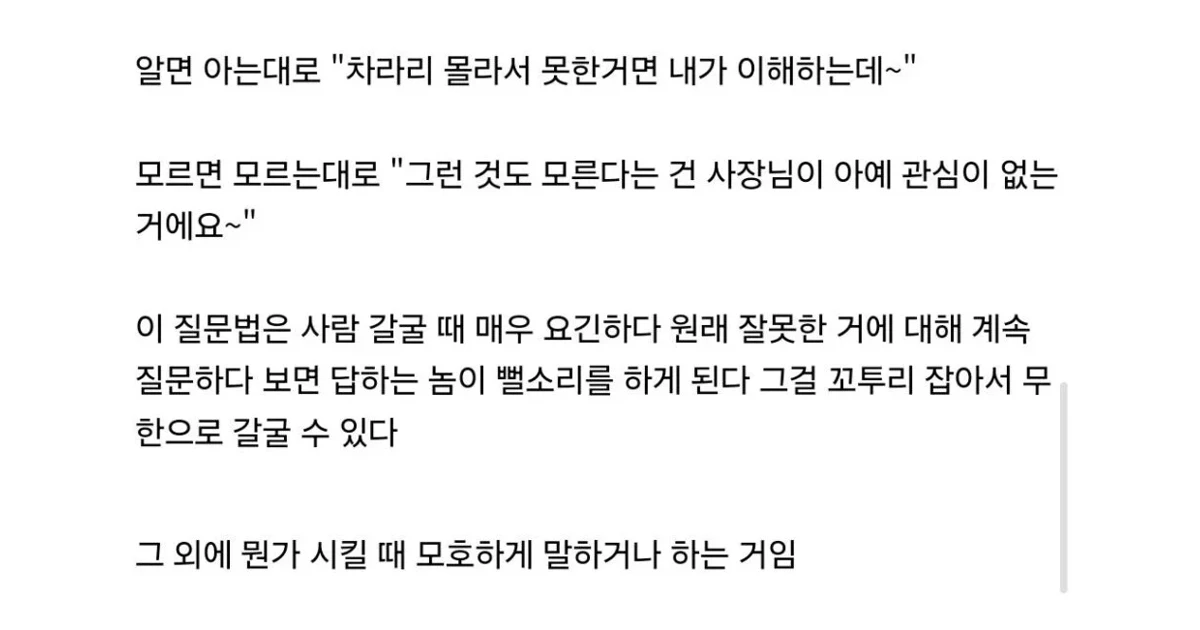 알면 아는대로 "차라리 몰라서 못한거면 내가 이해하는데~"
모르면 모르는대로 "그런 것도 모른다는 건 사장님이 아예 관심이 없는
거에요~"
이 질문법은 사람 갈굴 때 매우 요긴하다 원래 잘못한 거에 대해 계속
질문하다 보면 답하는 놈이 뻘소리를 하게 된다 그걸 꼬투리 잡아서 무
한으로 갈굴 수 있다
그 외에 뭔가 시킬 때 모호하게 말하거나 하는 거임